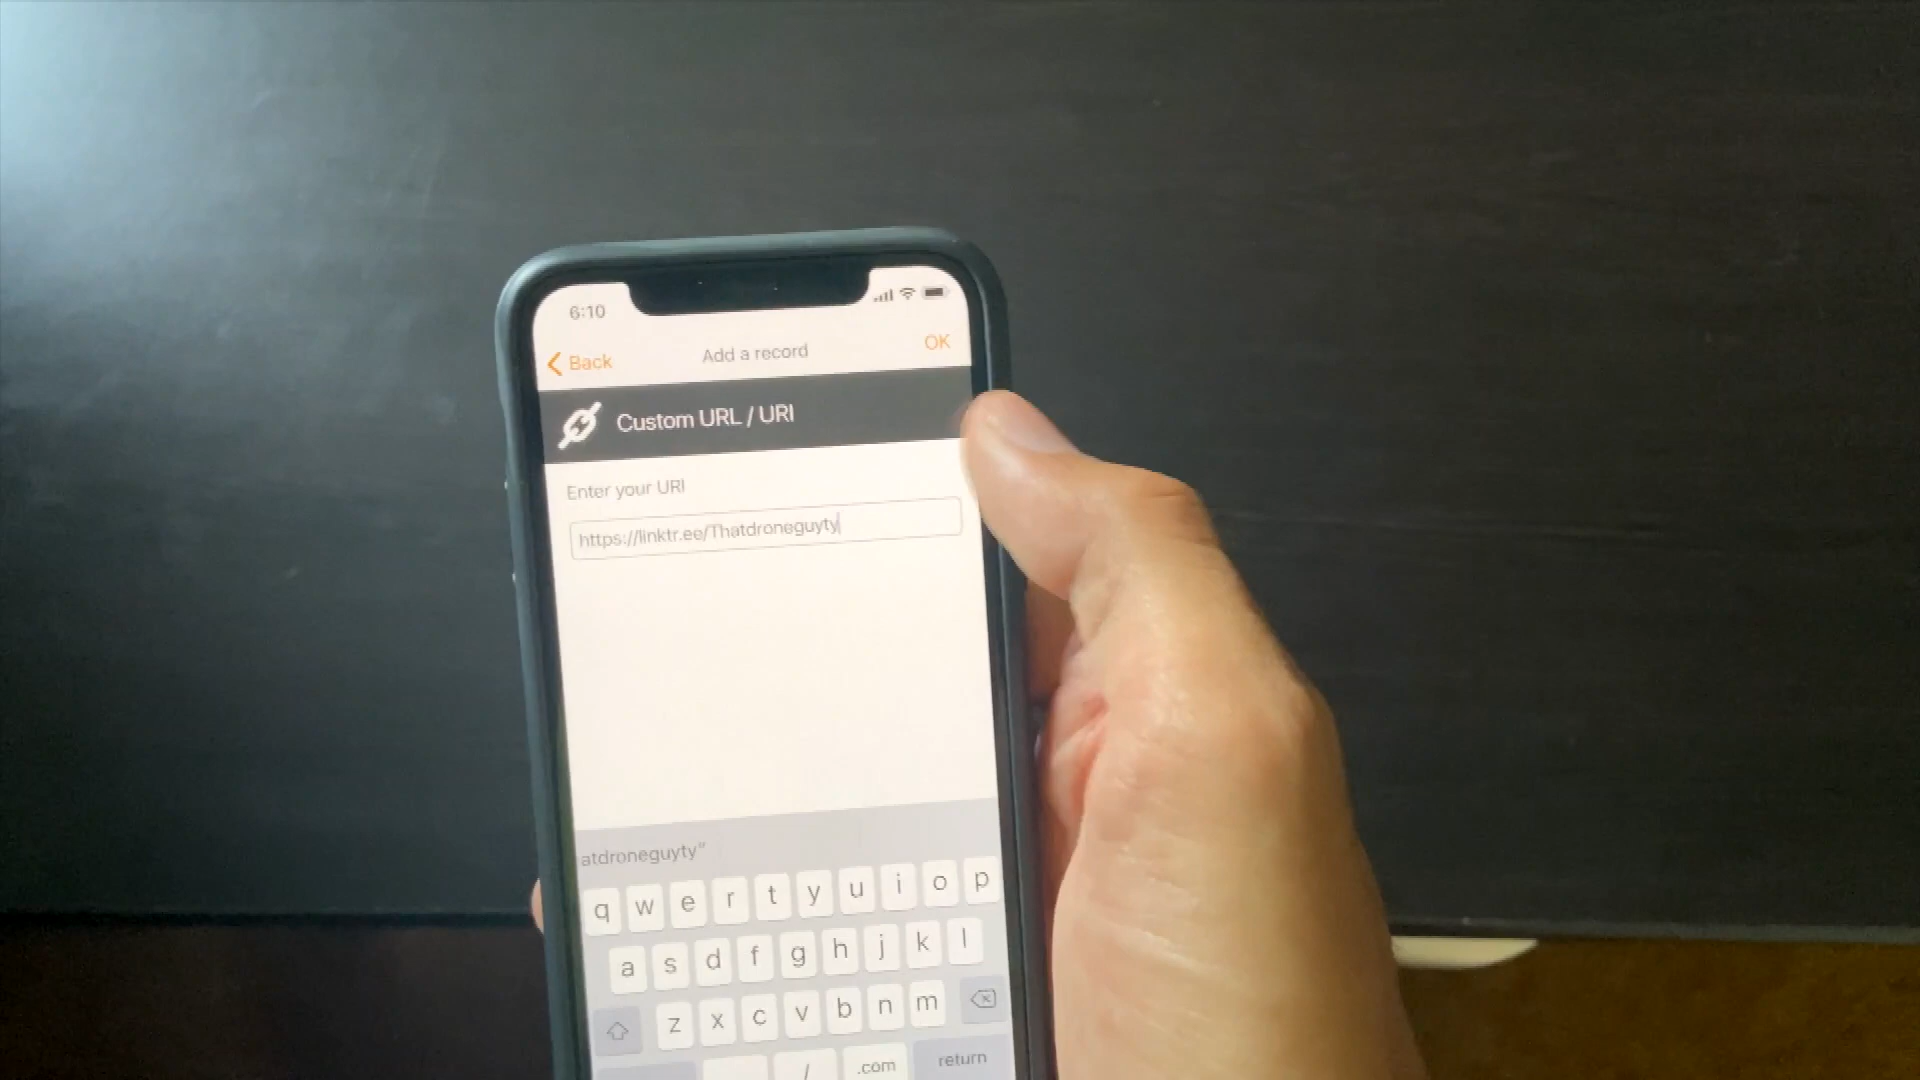 6:10
Back
Add a record
OK
Custom URL / URI
Enter your URI
https://linktr.ee/Thatdroneguyty
atdroneguyty"
q w e r t y u i o p
a s d f g h j k l
z x c v b n m
/ .com return